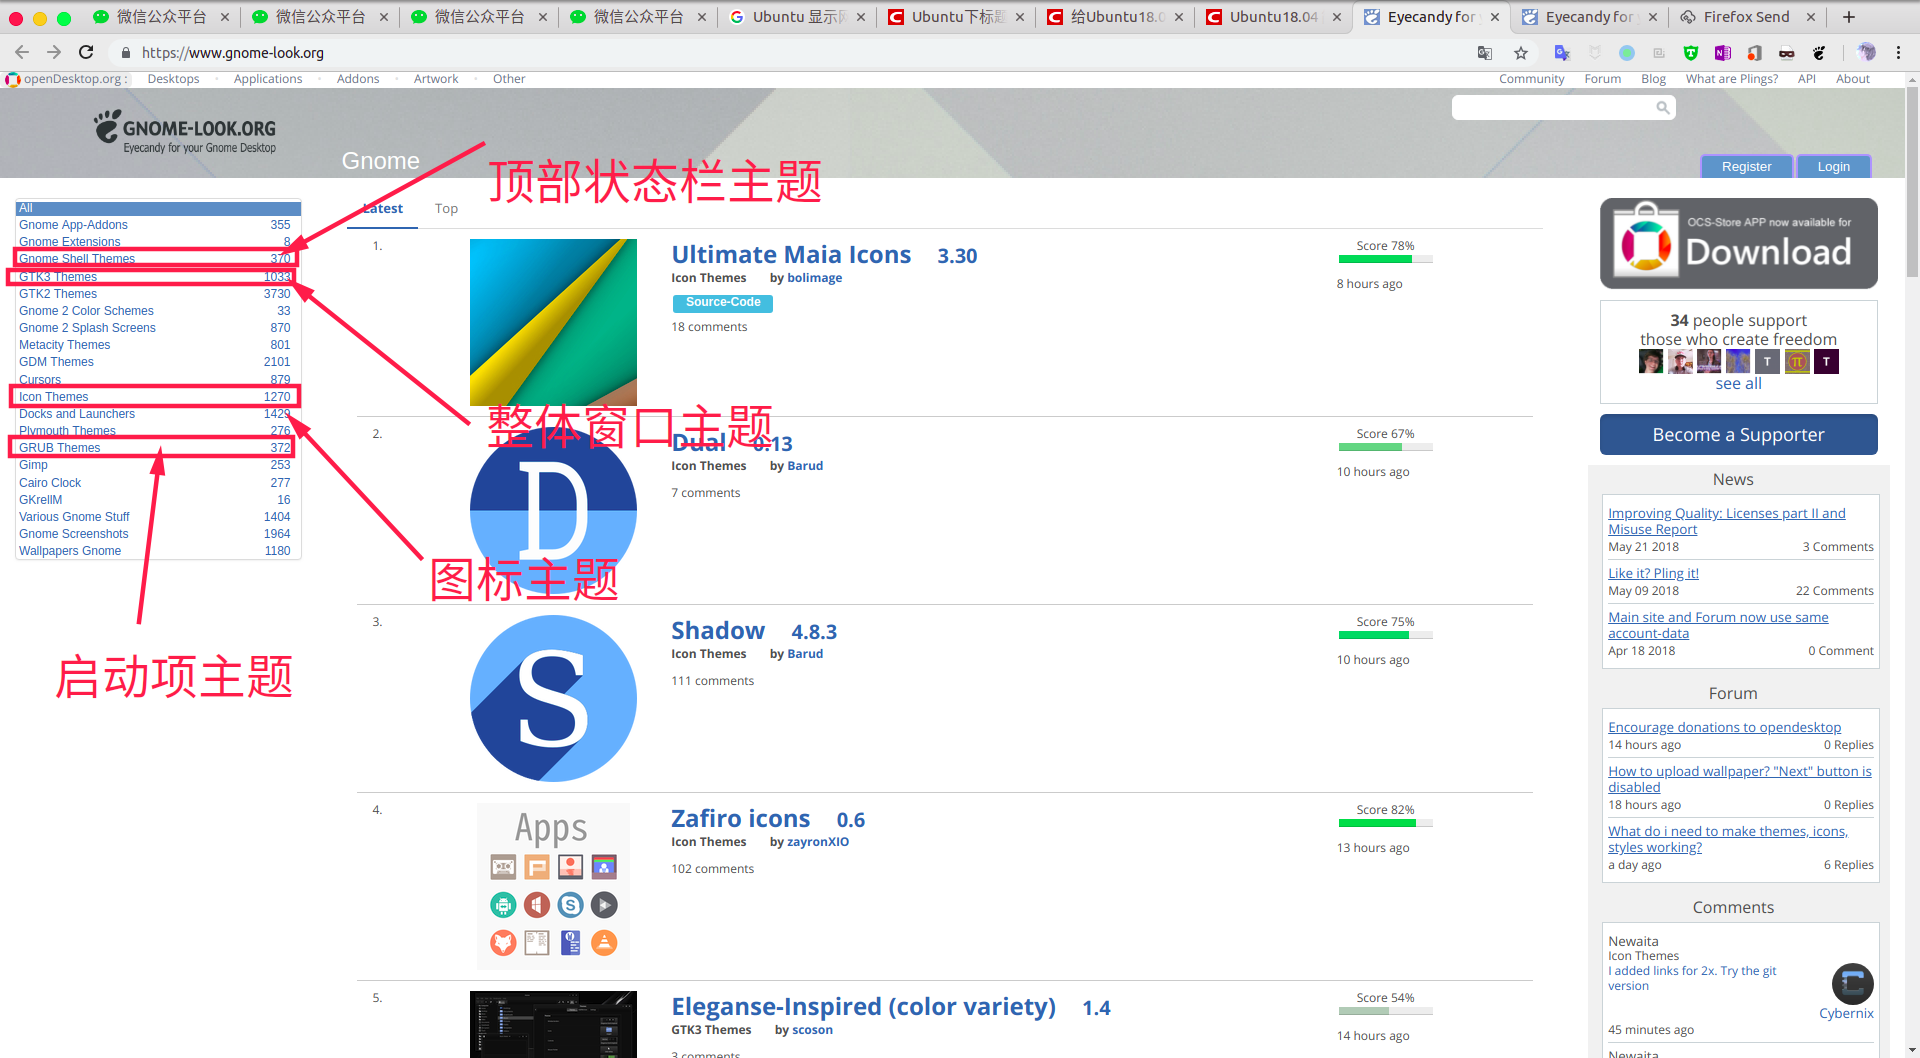 微信公众平台
微信公众平台
微信公众平台
微信公众平台
Ubuntu 显示
Ubuntu下标题
给Ubuntu18.0
Ubuntu18.04
Eyecandy for
Eyecandy for
Firefox Send
https://www.gnome-look.org
openDesktop.org :
Desktops
Applications
Addons
Artwork
Other
Community
Forum
Blog
What are Plings?
API
About
GNOME-LOOK.ORG
Eyecandy for your Gnome Desktop
Gnome
顶部状态栏主题
Register
Login
All
Gnome App-Addons 355
Gnome Extensions 8
Gnome Shell Themes 370
GTK3 Themes 1033
GTK2 Themes 3730
Gnome 2 Color Schemes 33
Gnome 2 Splash Screens 870
Metacity Themes 801
GDM Themes 2101
Cursors 879
Icon Themes 1270
Docks and Launchers 1429
Plymouth Themes 276
GRUB Themes 372
Gimp 253
Cairo Clock 277
GKrellM 16
Various Gnome Stuff 1404
Gnome Screenshots 1964
Wallpapers Gnome 1180
整体窗口主题
图标主题
启动项主题
Latest
Top
1.
Ultimate Maia Icons 3.30
Icon Themes by bolimage
Source-Code
18 comments
Score 78%
8 hours ago
2.
D
Dual 0.13
Icon Themes by Barud
7 comments
Score 67%
10 hours ago
3.
S
Shadow 4.8.3
Icon Themes by Barud
111 comments
Score 75%
10 hours ago
4.
Apps
Zafiro icons 0.6
Icon Themes by zayronXIO
102 comments
Score 82%
13 hours ago
5.
Eleganse-Inspired (color variety) 1.4
GTK3 Themes by scoson
3 comments
Score 54%
14 hours ago
OCS-Store APP now available for
Download
34 people support
those who create freedom
T
T
see all
Become a Supporter
News
Improving Quality: Licenses part II and
Misuse Report
May 21 2018 3 Comments
Like it? Pling it!
May 09 2018 22 Comments
Main site and Forum now use same
account-data
Apr 18 2018 0 Comment
Forum
Encourage donations to opendesktop
14 hours ago 0 Replies
How to upload wallpaper? "Next" button is
disabled
18 hours ago 0 Replies
What do i need to make themes, icons,
styles working?
a day ago 6 Replies
Comments
Newaita
Icon Themes
I added links for 2x. Try the git
version
Cybernix
45 minutes ago
Newaita